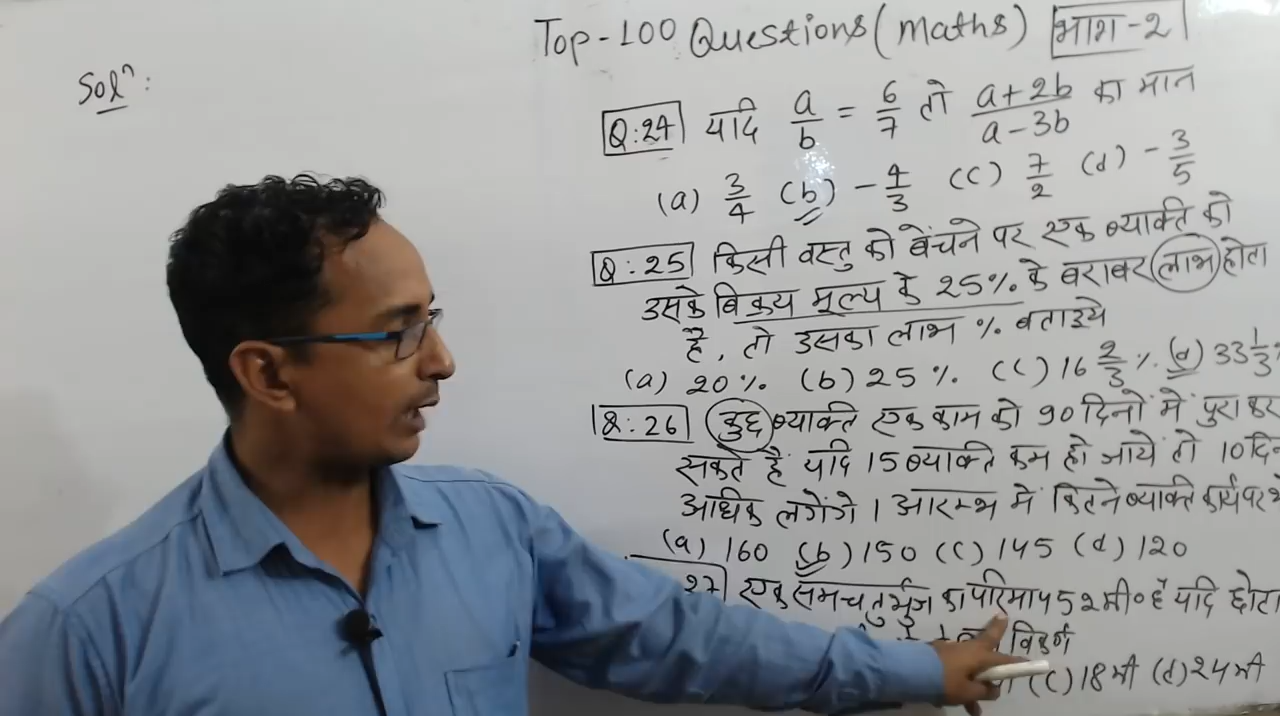 Top-100 Questions (Maths) भाग-2
Solⁿ:
Q:24 यदि a/b = 6/7 तो (a+2b)/(a-3b) का मान
(a) 3/4 (b) -4/3 (c) 7/2 (d) -3/5
Q:25 किसी वस्तु को बेंचने पर एक व्यक्ति को
उसके विक्रय मूल्य के 25% के बराबर लाभ होता
है, तो उसका लाभ % बताइये
(a) 20% (b) 25% (c) 16 2/3 % (d) 33 1/3
Q:26 कुछ व्यक्ति एक काम को 90 दिनों में पुरा कर
सकते हैं यदि 15 व्यक्ति कम हो जाये तो 10 दिन
अधिक लगेंगे। आरम्भ में कितने व्यक्ति कार्य पर थे
(a) 160 (b) 150 (c) 145 (d) 120
27 एक समचतुर्भुज का परिमाप 52 मी० है यदि छोटा
विकर्ण
(c) 18 मी (d) 24 मी